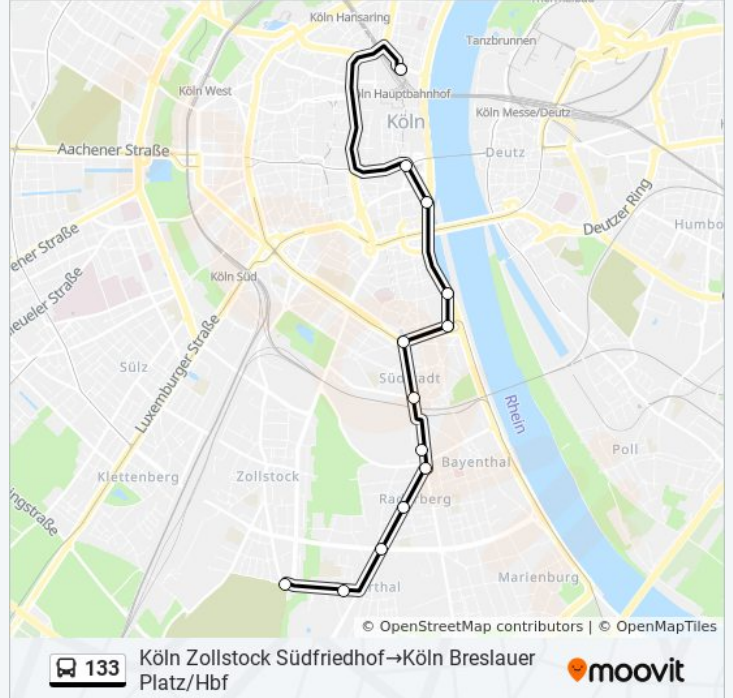 Köln Hansaring
Tanzbrunnen
Köln West
öln Hauptbahnhof
Köln Messe/Deutz
Köln
Aachener Straße
Deutz
Deutzer Ring
Humbo
ener Straße
Köln Süd
eueler Straße
Luxemburger Straße
Sülz
Südstadt
Rhein
Poll
Bayenthal
Klettenberg
Zollstock
ingstraße
Raderberg
Marienburg
rthal
© OpenStreetMap contributors | © OpenMapTiles
133
Köln Zollstock Südfriedhof→Köln Breslauer
Platz/Hbf
moovit